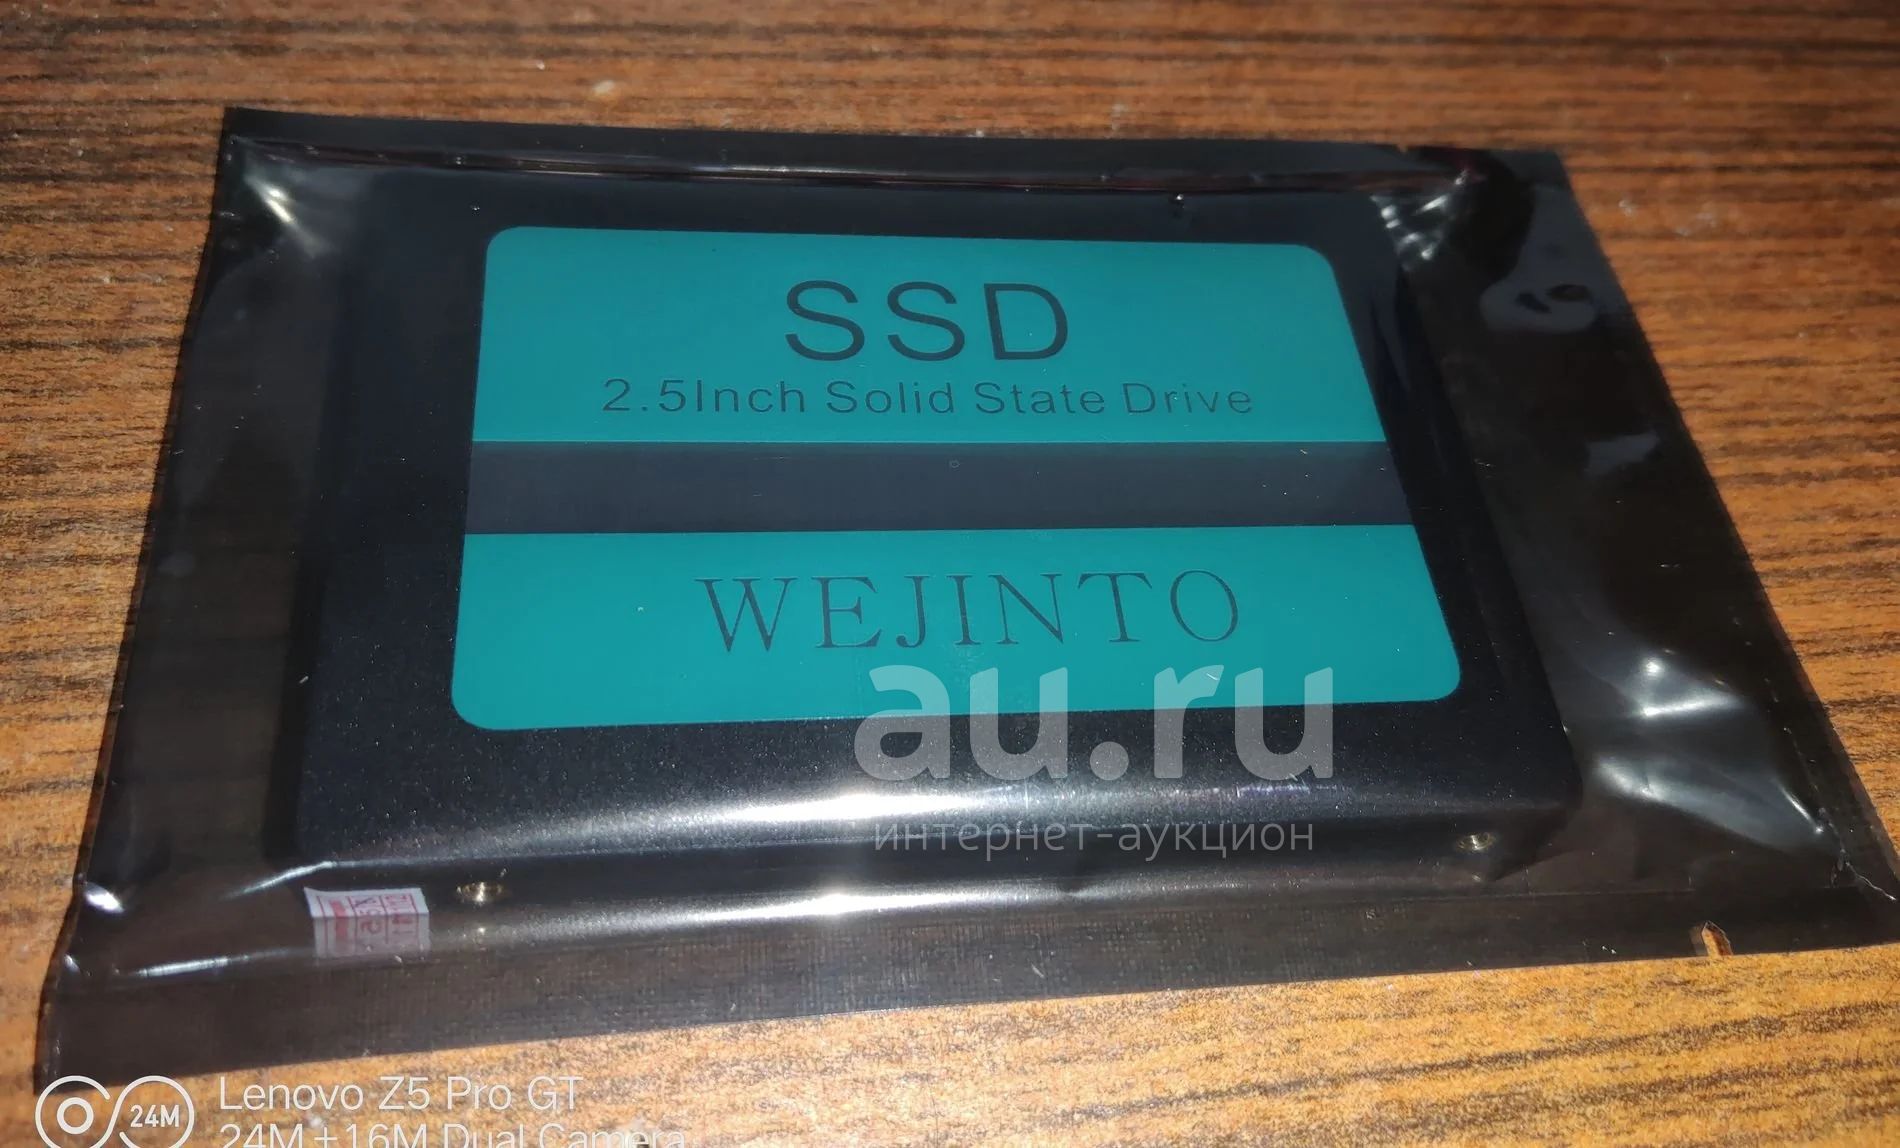 SSD
2.5Inch Solid State Drive
WEJINTO
au.ru
интернет-аукцион
24M
Lenovo Z5 Pro GT
24M+16M Dual Camera